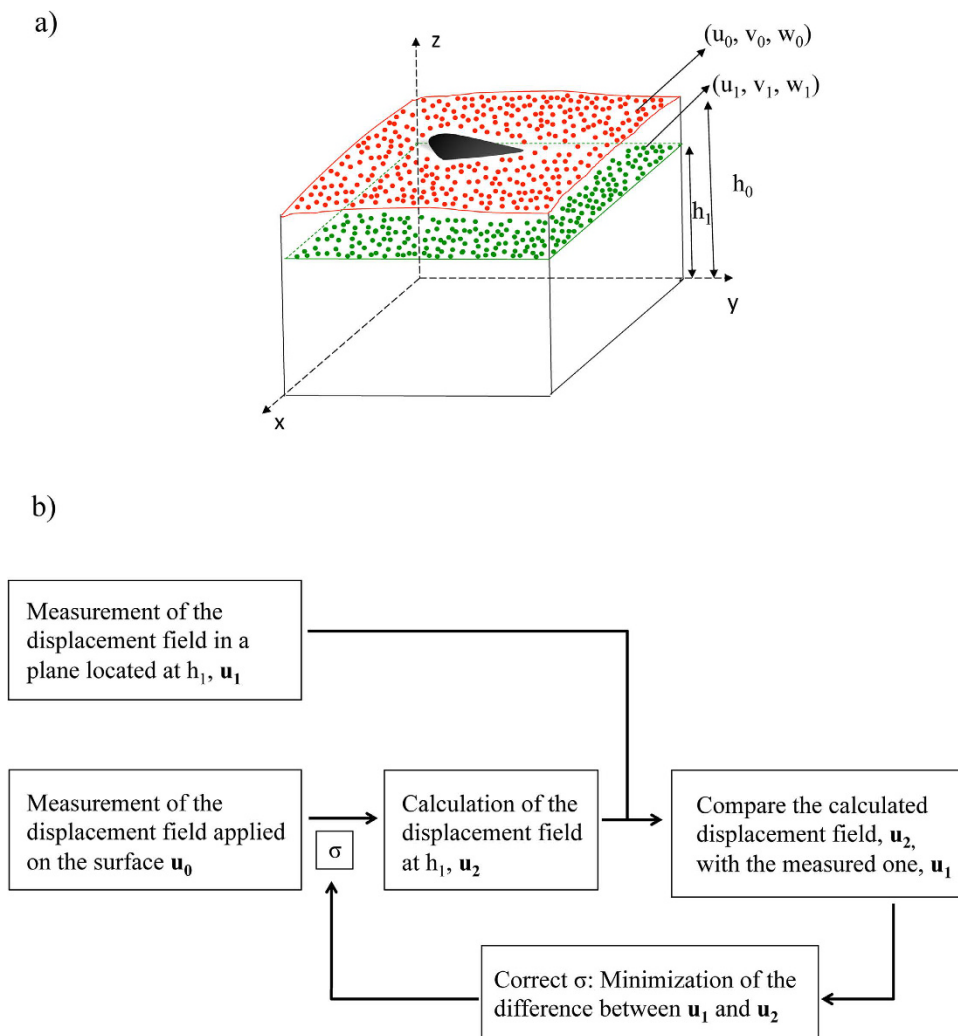 a)
z
(u₀, v₀, w₀)
(u₁, v₁, w₁)
h₀
h₁
y
x
b)
Measurement of the
displacement field in a
plane located at h₁, u₁
Measurement of the
displacement field applied
on the surface u₀
σ
Calculation of the
displacement field
at h₁, u₂
Compare the calculated
displacement field, u₂,
with the measured one, u₁
Correct σ: Minimization of the
difference between u₁ and u₂